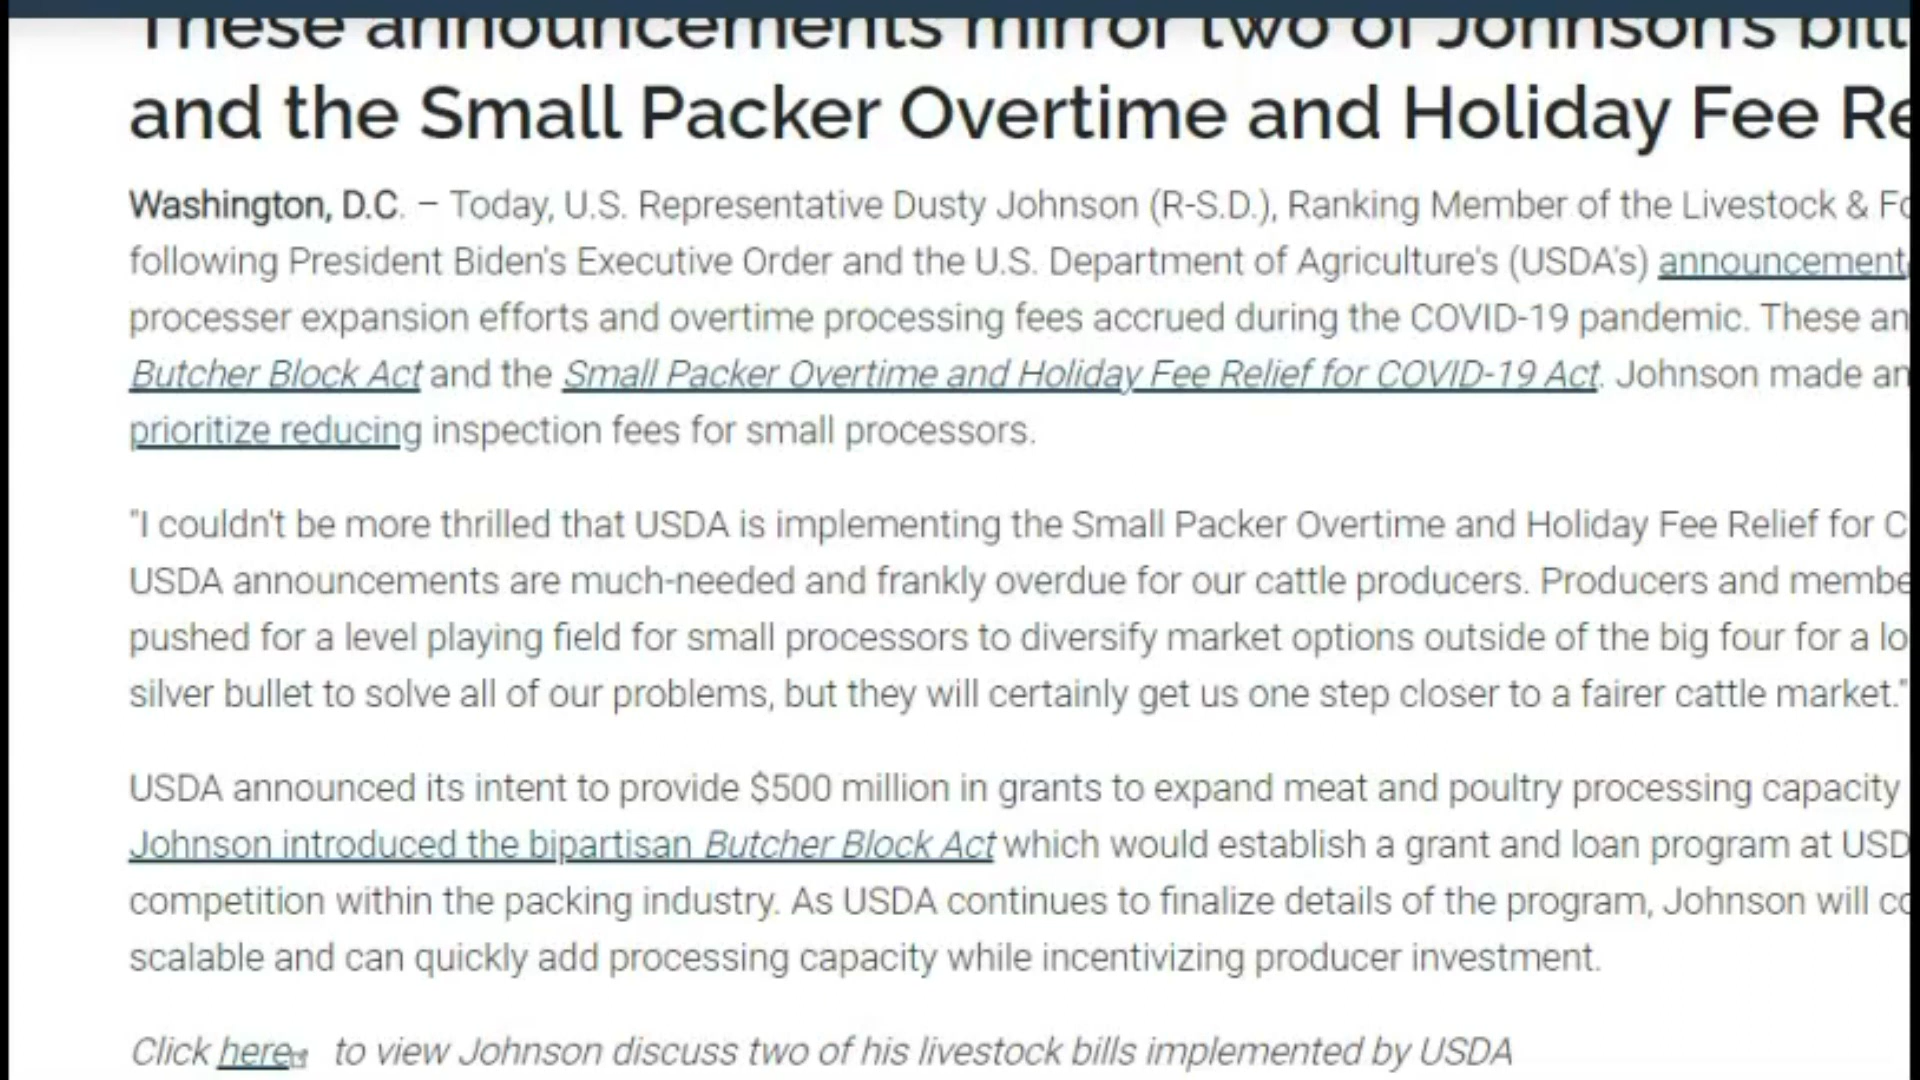 These announcements mirror two of Johnson's bill
and the Small Packer Overtime and Holiday Fee Re
Washington, D.C. – Today, U.S. Representative Dusty Johnson (R-S.D.), Ranking Member of the Livestock & Fo
following President Biden's Executive Order and the U.S. Department of Agriculture's (USDA's) announcement
processer expansion efforts and overtime processing fees accrued during the COVID-19 pandemic. These an
Butcher Block Act and the Small Packer Overtime and Holiday Fee Relief for COVID-19 Act. Johnson made an
prioritize reducing inspection fees for small processors.
"I couldn't be more thrilled that USDA is implementing the Small Packer Overtime and Holiday Fee Relief for C
USDA announcements are much-needed and frankly overdue for our cattle producers. Producers and membe
pushed for a level playing field for small processors to diversify market options outside of the big four for a lo
silver bullet to solve all of our problems, but they will certainly get us one step closer to a fairer cattle market."
USDA announced its intent to provide $500 million in grants to expand meat and poultry processing capacity
Johnson introduced the bipartisan Butcher Block Act which would establish a grant and loan program at USD
competition within the packing industry. As USDA continues to finalize details of the program, Johnson will co
scalable and can quickly add processing capacity while incentivizing producer investment.
Click here to view Johnson discuss two of his livestock bills implemented by USDA